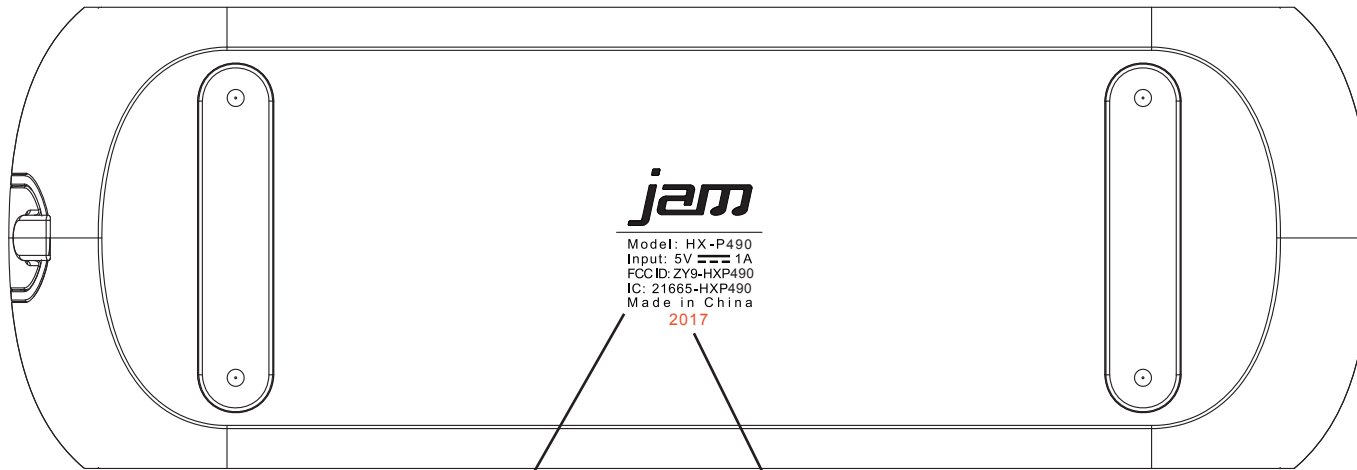 jam
Model: HX-P490
Input: 5V ⎓ 1A
FCC ID: ZY9-HXP490
IC: 21665-HXP490
Made in China
2017